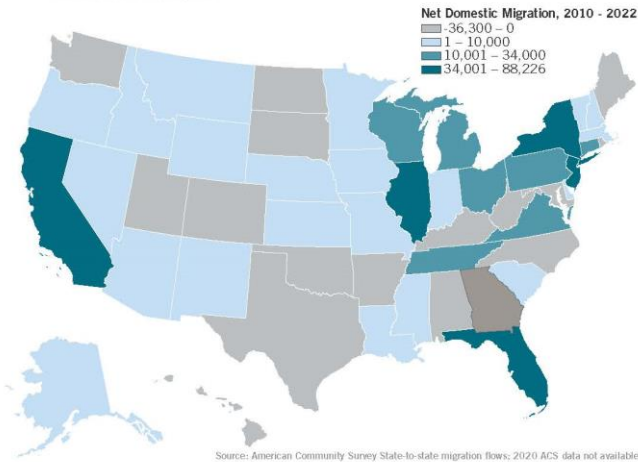 Net Domestic Migration, 2010 - 2022
-36,300 – 0
1 – 10,000
10,001 – 34,000
34,001 – 88,226
Source: American Community Survey State-to-state migration flows; 2020 ACS data not available